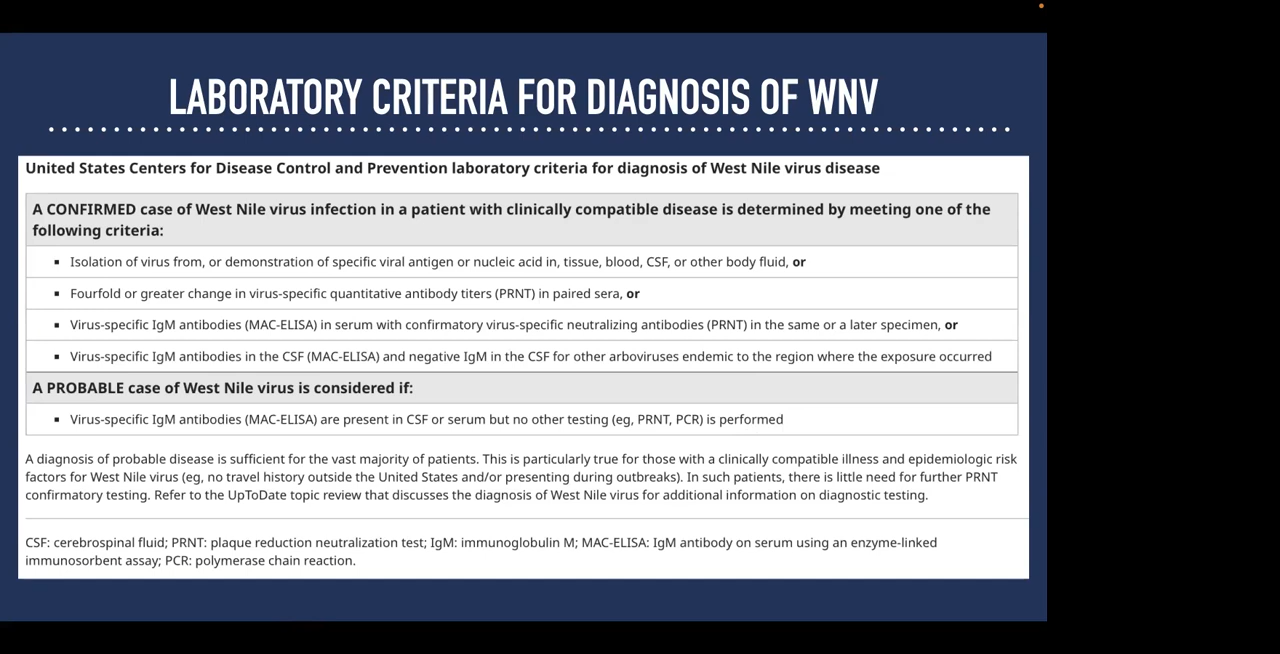 LABORATORY CRITERIA FOR DIAGNOSIS OF WNV
United States Centers for Disease Control and Prevention laboratory criteria for diagnosis of West Nile virus disease
A CONFIRMED case of West Nile virus infection in a patient with clinically compatible disease is determined by meeting one of the
following criteria:
▪ Isolation of virus from, or demonstration of specific viral antigen or nucleic acid in, tissue, blood, CSF, or other body fluid, or
▪ Fourfold or greater change in virus-specific quantitative antibody titers (PRNT) in paired sera, or
▪ Virus-specific IgM antibodies (MAC-ELISA) in serum with confirmatory virus-specific neutralizing antibodies (PRNT) in the same or a later specimen, or
▪ Virus-specific IgM antibodies in the CSF (MAC-ELISA) and negative IgM in the CSF for other arboviruses endemic to the region where the exposure occurred
A PROBABLE case of West Nile virus is considered if:
▪ Virus-specific IgM antibodies (MAC-ELISA) are present in CSF or serum but no other testing (eg, PRNT, PCR) is performed
A diagnosis of probable disease is sufficient for the vast majority of patients. This is particularly true for those with a clinically compatible illness and epidemiologic risk
factors for West Nile virus (eg, no travel history outside the United States and/or presenting during outbreaks). In such patients, there is little need for further PRNT
confirmatory testing. Refer to the UpToDate topic review that discusses the diagnosis of West Nile virus for additional information on diagnostic testing.
CSF: cerebrospinal fluid; PRNT: plaque reduction neutralization test; IgM: immunoglobulin M; MAC-ELISA: IgM antibody on serum using an enzyme-linked
immunosorbent assay; PCR: polymerase chain reaction.